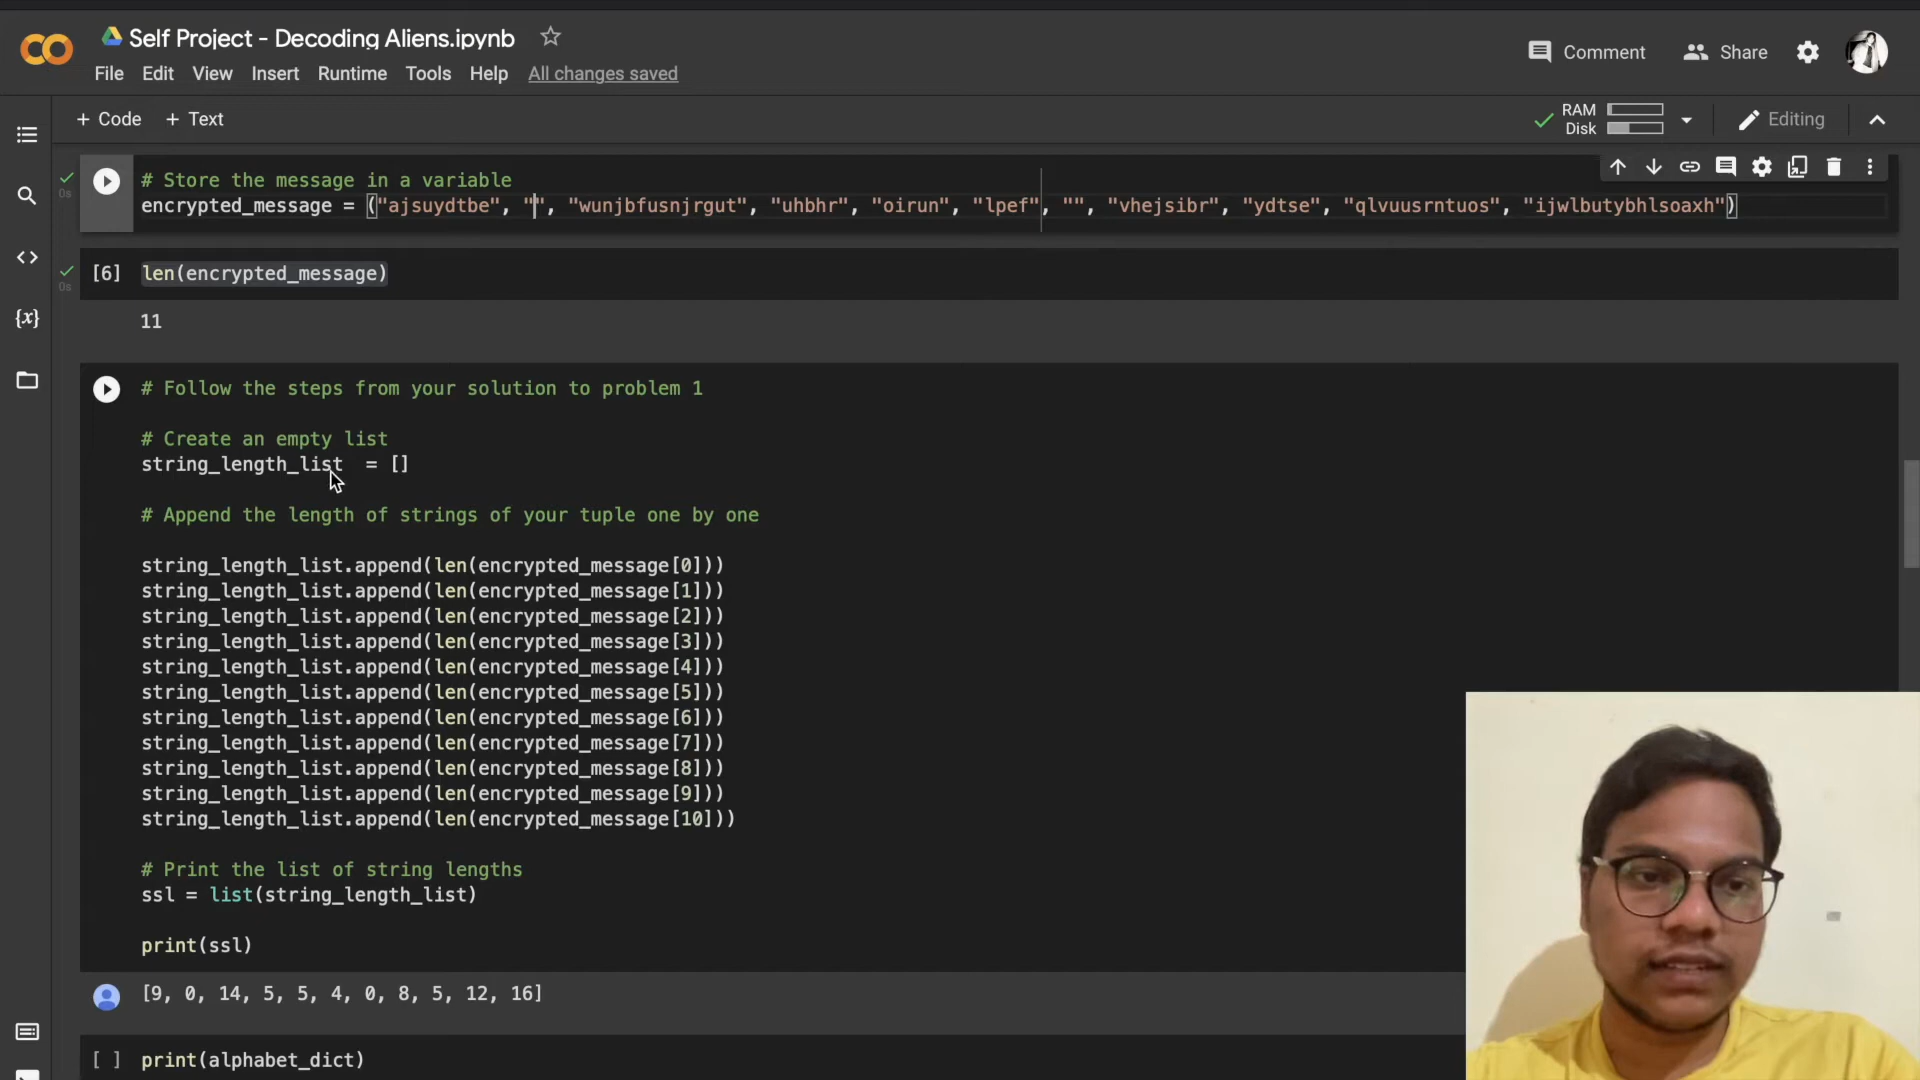 Self Project - Decoding Aliens.ipynb
File Edit View Insert Runtime Tools Help All changes saved
Comment Share
+ Code + Text
RAM
Disk
Editing
# Store the message in a variable
encrypted_message = ("ajsuydtbe", "", "wunjbfusnjrgut", "uhbhr", "oirun", "lpef", "", "vhejsibr", "ydtse", "qlvuusrntuos", "ijwlbutybhlsoaxh")
0s
[6] len(encrypted_message)
0s
11
# Follow the steps from your solution to problem 1
# Create an empty list
string_length_list = []
# Append the length of strings of your tuple one by one
string_length_list.append(len(encrypted_message[0]))
string_length_list.append(len(encrypted_message[1]))
string_length_list.append(len(encrypted_message[2]))
string_length_list.append(len(encrypted_message[3]))
string_length_list.append(len(encrypted_message[4]))
string_length_list.append(len(encrypted_message[5]))
string_length_list.append(len(encrypted_message[6]))
string_length_list.append(len(encrypted_message[7]))
string_length_list.append(len(encrypted_message[8]))
string_length_list.append(len(encrypted_message[9]))
string_length_list.append(len(encrypted_message[10]))
# Print the list of string lengths
ssl = list(string_length_list)
print(ssl)
[9, 0, 14, 5, 5, 4, 0, 8, 5, 12, 16]
[ ] print(alphabet_dict)